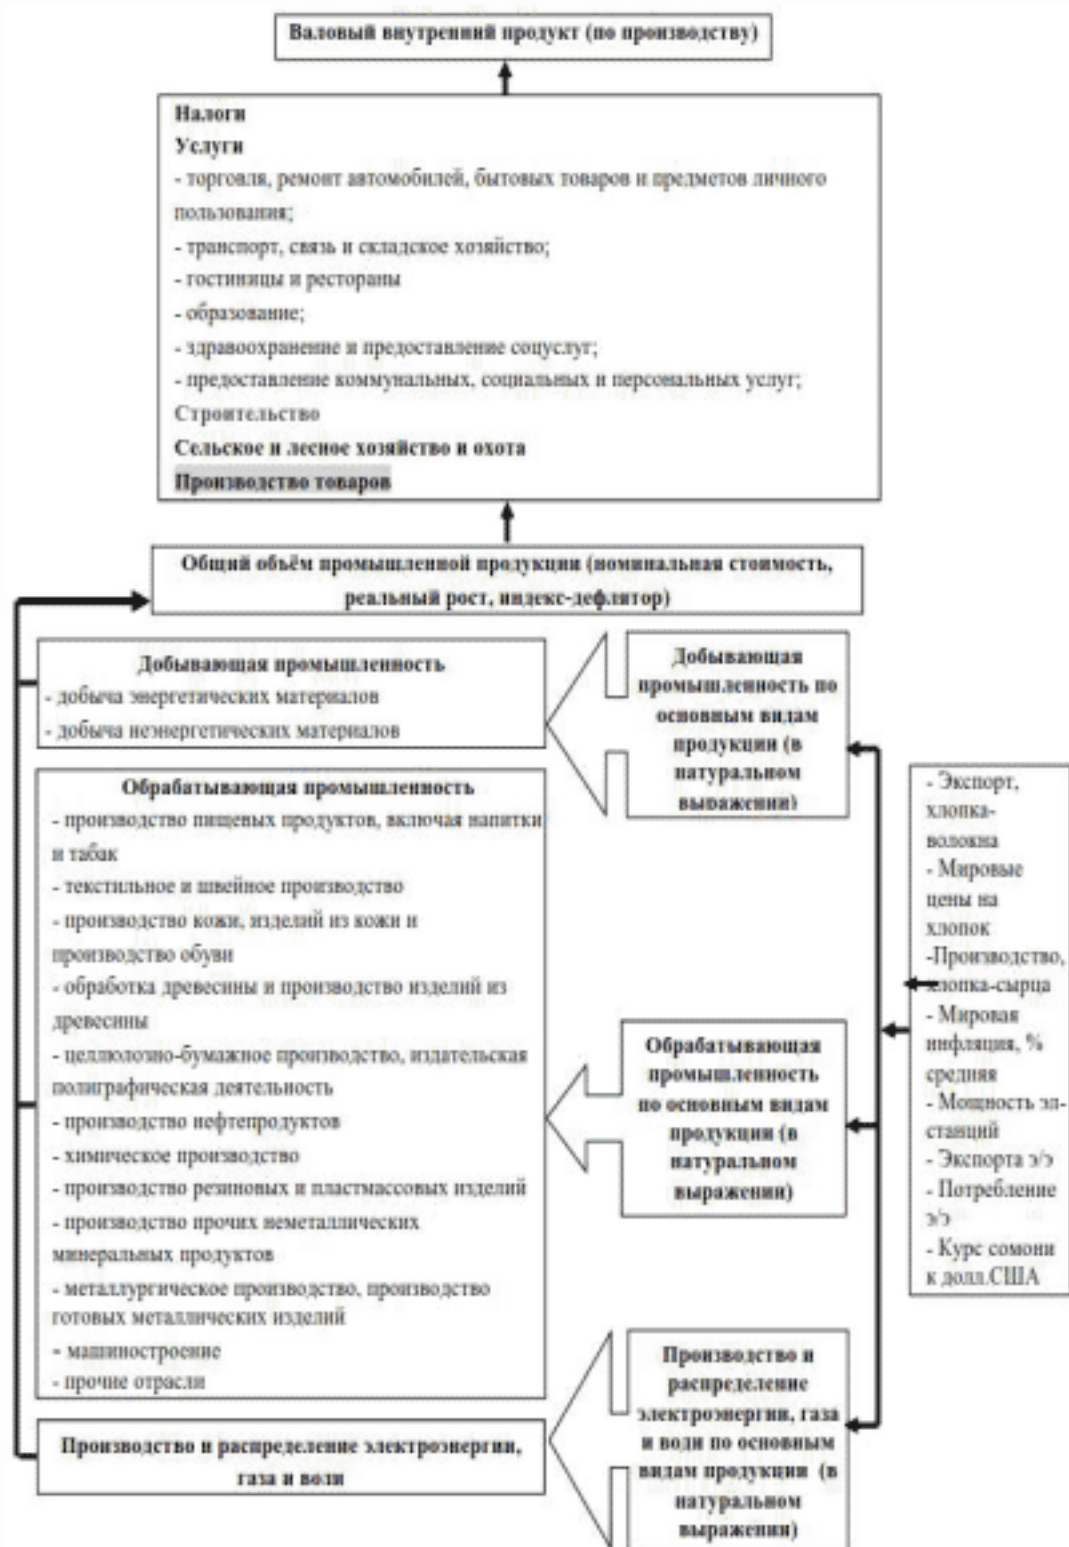 Валовый внутренний продукт (по производству)
Налоги
Услуги
- торговля, ремонт автомобилей, бытовых товаров и предметов личного
пользования;
- транспорт, связь и складское хозяйство;
- гостиницы и рестораны
- образование;
- здравоохранение и предоставление соцуслуг;
- предоставление коммунальных, социальных и персональных услуг;
Строительство
Сельское и лесное хозяйство и охота
Производство товаров
Общий объём промышленной продукции (номинальная стоимость,
реальный рост, индекс-дефлятор)
Добывающая промышленность
- добыча энергетических материалов
- добыча неэнергетических материалов
Добывающая
промышленность по
основным видам
продукции (в
натуральном
выражении)
Обрабатывающая промышленность
- производство пищевых продуктов, включая напитки
и табак
- текстильное и швейное производство
- производство кожи, изделий из кожи и
производство обуви
- обработка древесины и производство изделий из
древесины
- целлюлозно-бумажное производство, издательская
полиграфическая деятельность
- производство нефтепродуктов
- химическое производство
- производство резиновых и пластмассовых изделий
- производство прочих неметаллических
минеральных продуктов
- металлургическое производство, производство
готовых металлических изделий
- машиностроение
- прочие отрасли
Обрабатывающая
промышленность
по основным видам
продукции (в
натуральном
выражении)
Производство и распределение электроэнергии,
газа и воли
Производство и
распределение
электроэнергии, газа
и води по основным
видам продукции (в
натуральном
выражении)
- Экспорт,
хлопка-
волокна
- Мировые
цены на
хлопок
-Производство,
хлопка-сырца
- Мировая
инфляция, %
средняя
- Мощность эл-
станций
- Экспорта э/э
- Потребление
э/э
- Курс сомони
к долл.США